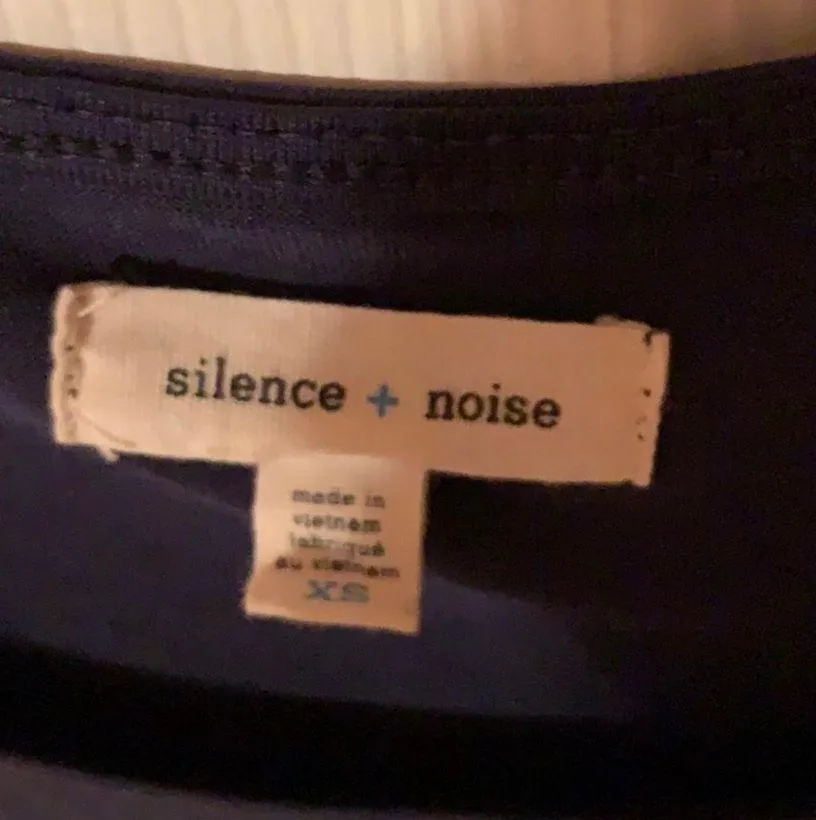 silence + noise
made in
vietnam
fabriqué
au vietnam
XS